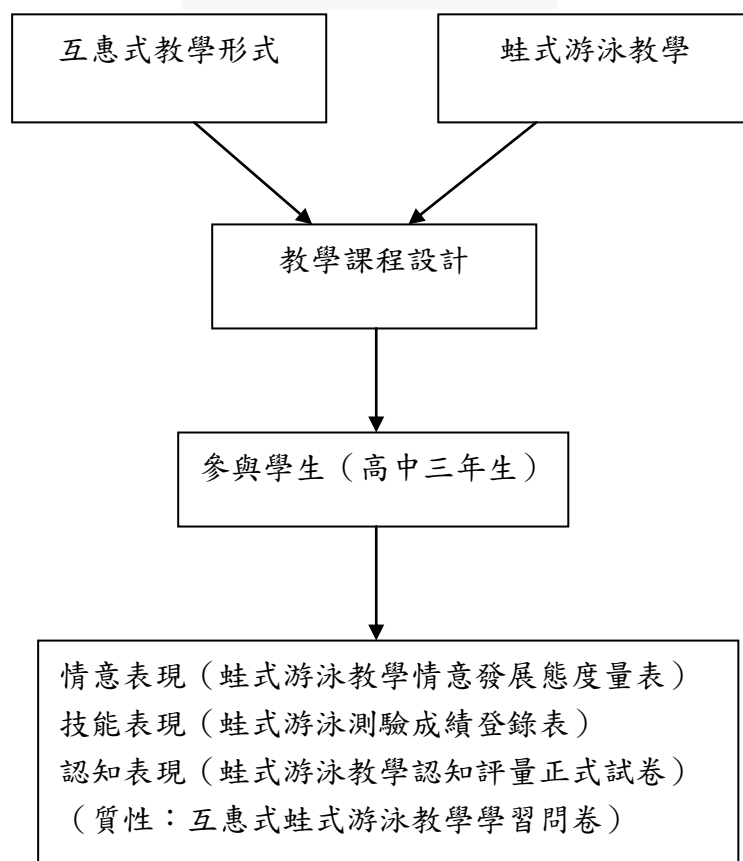 互惠式教學形式
蛙式游泳教學
教學課程設計
參與學生（高中三年生）
情意表現（蛙式游泳教學情意發展態度量表）
技能表現（蛙式游泳測驗成績登錄表）
認知表現（蛙式游泳教學認知評量正式試卷）
（質性：互惠式蛙式游泳教學學習問卷）